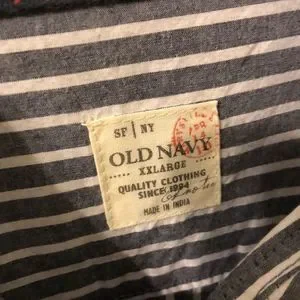 SF | NY
OLD NAVY
XXLARGE
QUALITY CLOTHING
SINCE 1994
MADE IN INDIA